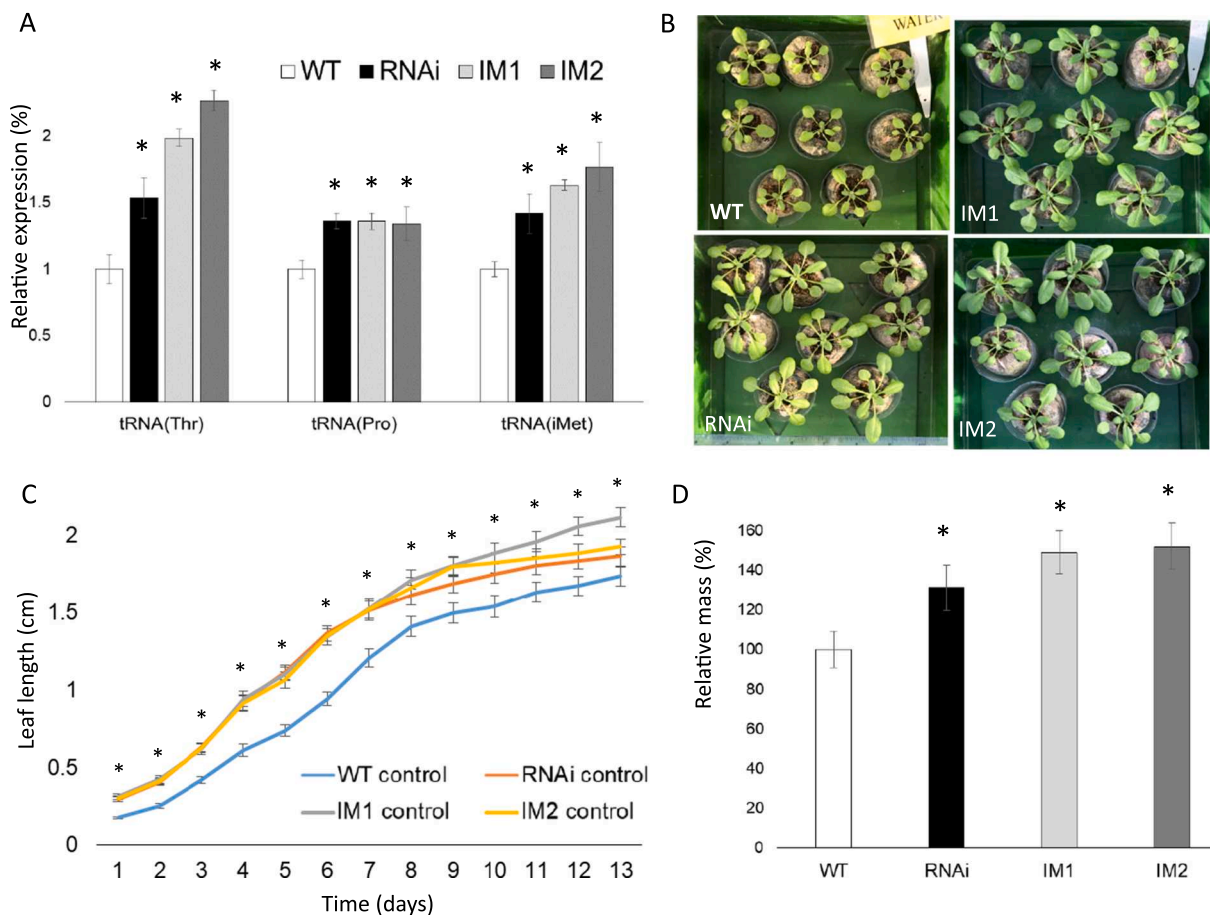 A
WT RNAi IM1 IM2
Relative expression (%)
* * *
* * *
* * *
2
1.5
1
0.5
0
tRNA(Thr) tRNA(Pro) tRNA(iMet)
B
WATER
WT
IM1
RNAi
IM2
C
Leaf length (cm)
* * * * * * * * * * * * *
2
1.5
1
0.5
0
WT control RNAi control
IM1 control IM2 control
1 2 3 4 5 6 7 8 9 10 11 12 13
Time (days)
D
Relative mass (%)
* * *
160
140
120
100
80
60
40
20
0
WT RNAi IM1 IM2